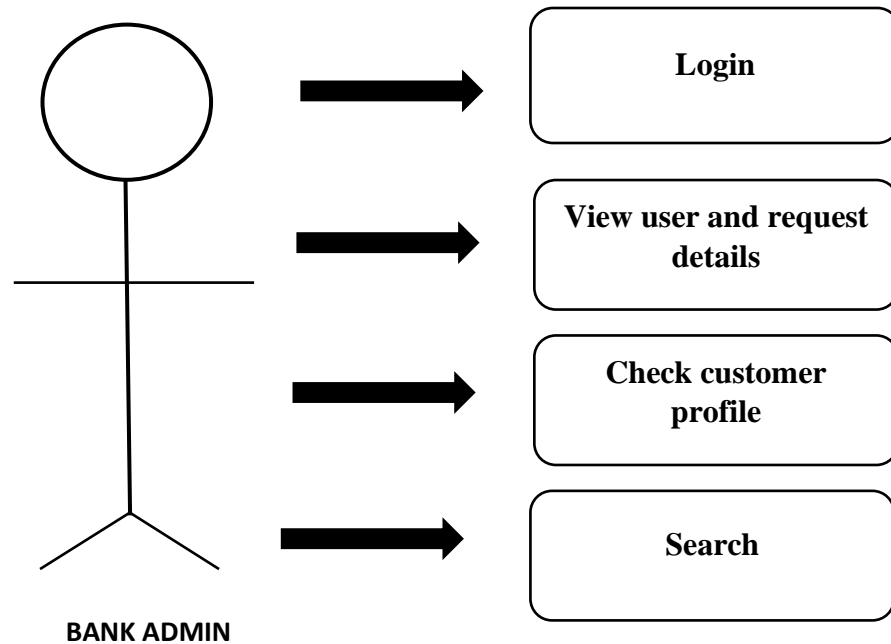 Login
View user and request
details
Check customer
profile
Search
BANK ADMIN